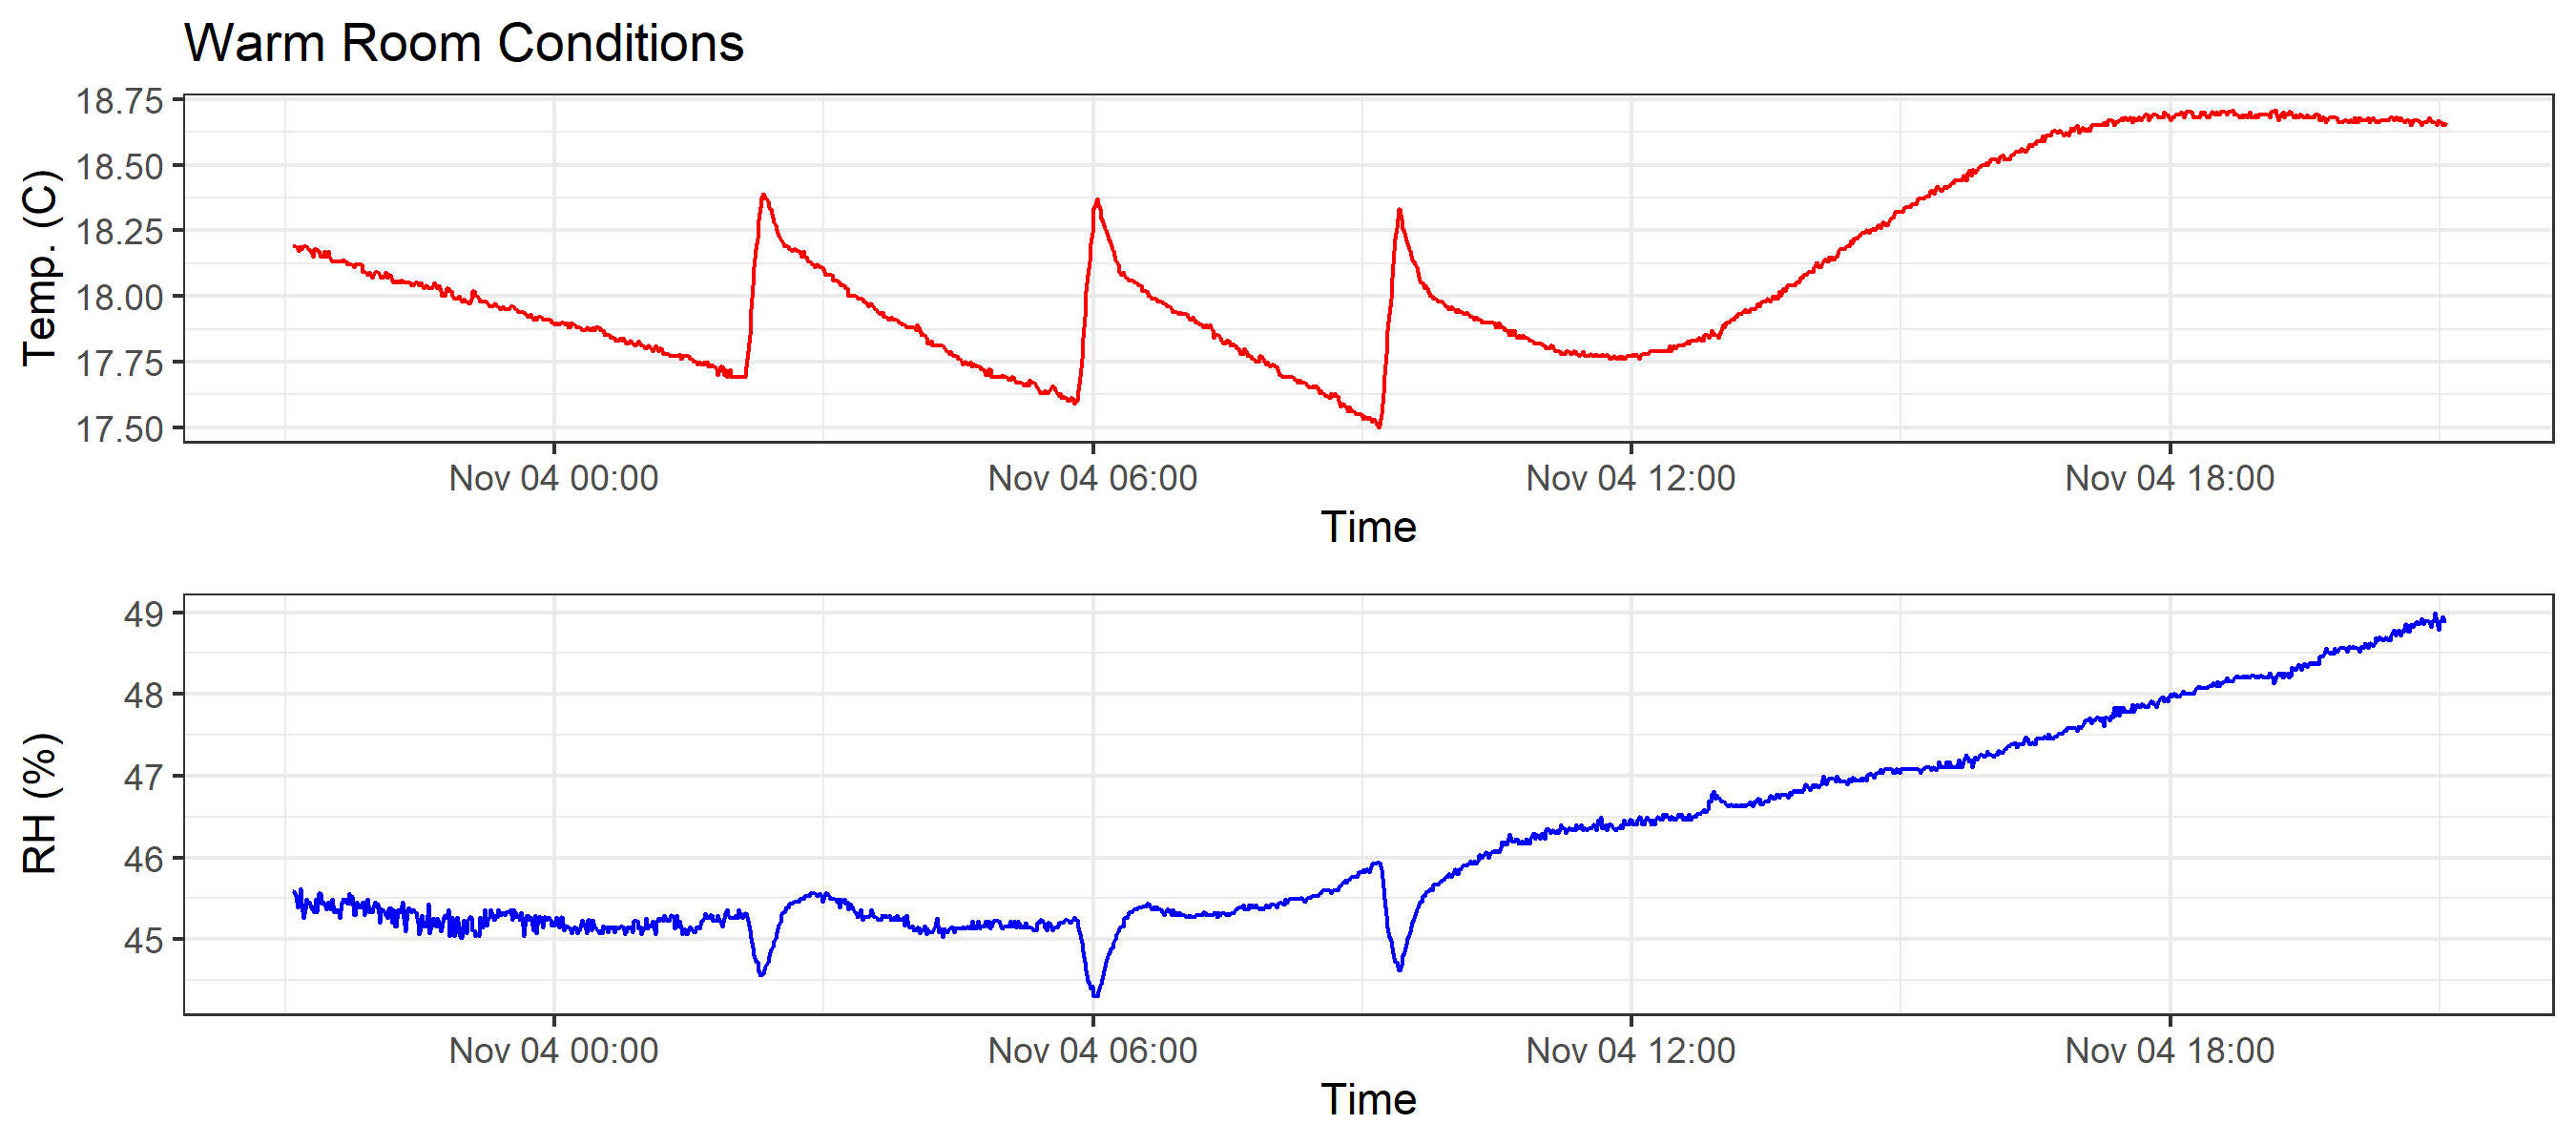 Warm Room Conditions
Temp. (C)
18.75
18.50
18.25
18.00
17.75
17.50
Nov 04 00:00 Nov 04 06:00 Nov 04 12:00 Nov 04 18:00
Time
RH (%)
49
48
47
46
45
Nov 04 00:00 Nov 04 06:00 Nov 04 12:00 Nov 04 18:00
Time